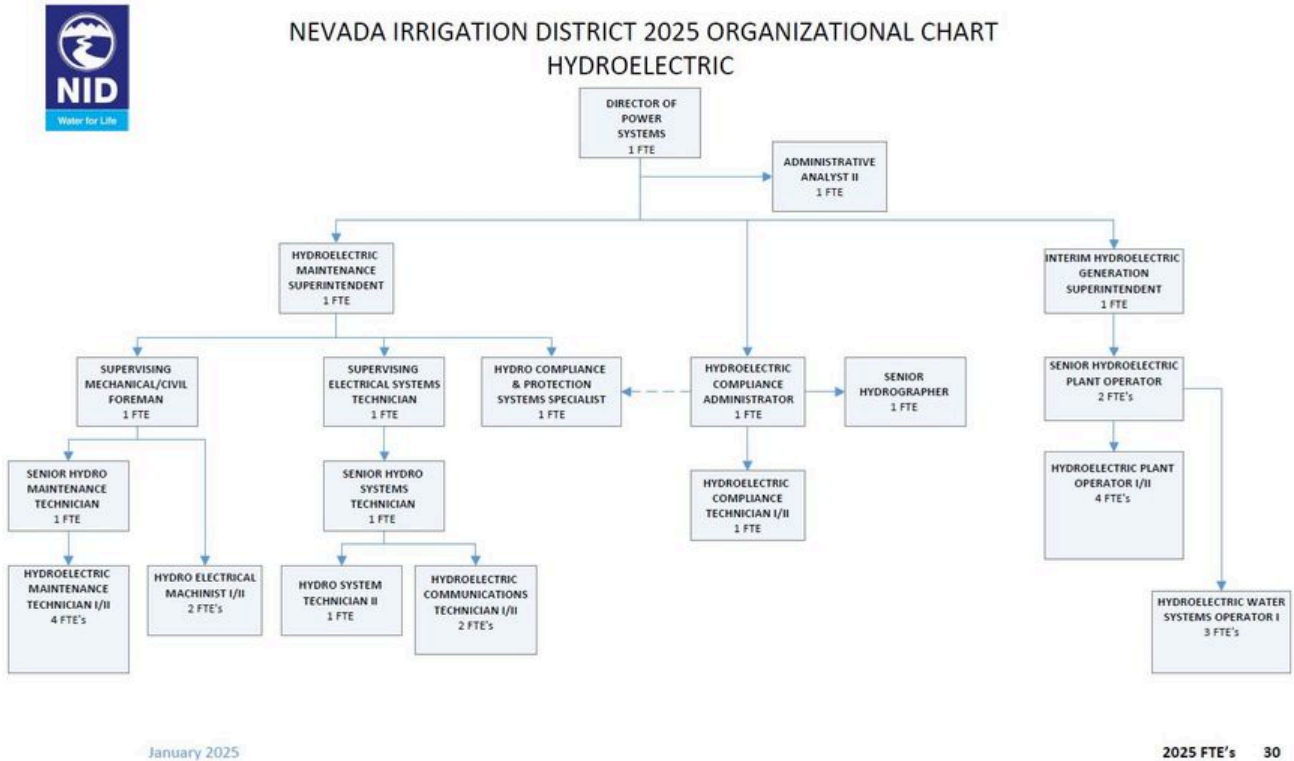 NID
Water for Life
NEVADA IRRIGATION DISTRICT 2025 ORGANIZATIONAL CHART
HYDROELECTRIC
DIRECTOR OF
POWER
SYSTEMS
1 FTE
ADMINISTRATIVE
ANALYST II
1 FTE
HYDROELECTRIC
MAINTENANCE
SUPERINTENDENT
1 FTE
INTERIM HYDROELECTRIC
GENERATION
SUPERINTENDENT
1 FTE
SUPERVISING
MECHANICAL/CIVIL
FOREMAN
1 FTE
SUPERVISING
ELECTRICAL SYSTEMS
TECHNICIAN
1 FTE
HYDRO COMPLIANCE
& PROTECTION
SYSTEMS SPECIALIST
1 FTE
HYDROELECTRIC
COMPLIANCE
ADMINISTRATOR
1 FTE
SENIOR
HYDROGRAPHER
1 FTE
SENIOR HYDROELECTRIC
PLANT OPERATOR
2 FTE's
SENIOR HYDRO
MAINTENANCE
TECHNICIAN
1 FTE
SENIOR HYDRO
SYSTEMS
TECHNICIAN
1 FTE
HYDROELECTRIC
COMPLIANCE
TECHNICIAN I/II
1 FTE
HYDROELECTRIC PLANT
OPERATOR I/II
4 FTE's
HYDROELECTRIC
MAINTENANCE
TECHNICIAN I/II
4 FTE's
HYDRO ELECTRICAL
MACHINIST I/II
2 FTE's
HYDRO SYSTEM
TECHNICIAN II
1 FTE
HYDROELECTRIC
COMMUNICATIONS
TECHNICIAN I/II
2 FTE's
HYDROELECTRIC WATER
SYSTEMS OPERATOR I
3 FTE's
January 2025
2025 FTE's 30